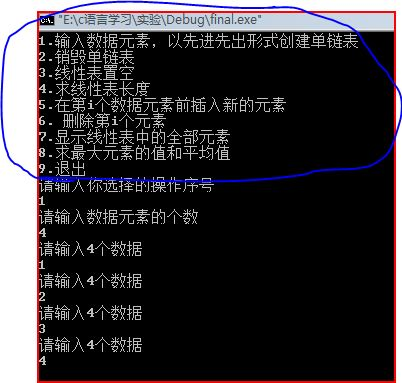 "E:\c语言学习\实验\Debug\final.exe"
1.输入数据元素，以先进先出形式创建单链表
2.销毁单链表
3.线性表置空
4.求线性表长度
5.在第i个数据元素前插入新的元素
6. 删除第i个元素
7.显示线性表中的全部元素
8.求最大元素的值和平均值
9.退出
请输入你选择的操作序号
1
请输入数据元素的个数
4
请输入4个数据
1
请输入4个数据
2
请输入4个数据
3
请输入4个数据
4